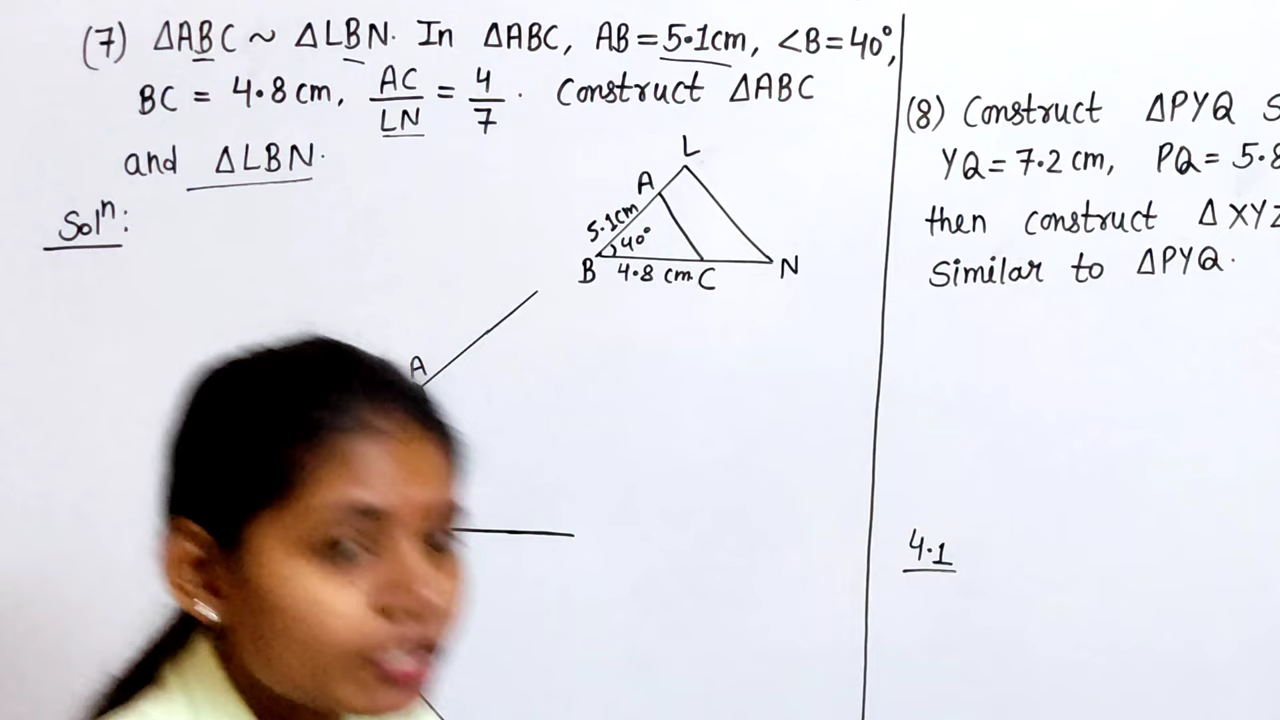 (7) ΔABC ~ ΔLBN. In ΔABC, AB = 5.1cm, ∠B = 40°,
BC = 4.8 cm, AC/LN = 4/7. Construct ΔABC
and ΔLBN.
Solⁿ:
L
A
5.1cm
40°
B 4.8 cm C N
A
(8) Construct ΔPYQ S
YQ = 7.2 cm, PQ = 5.8
then construct ΔXYZ
Similar to ΔPYQ.
4.1